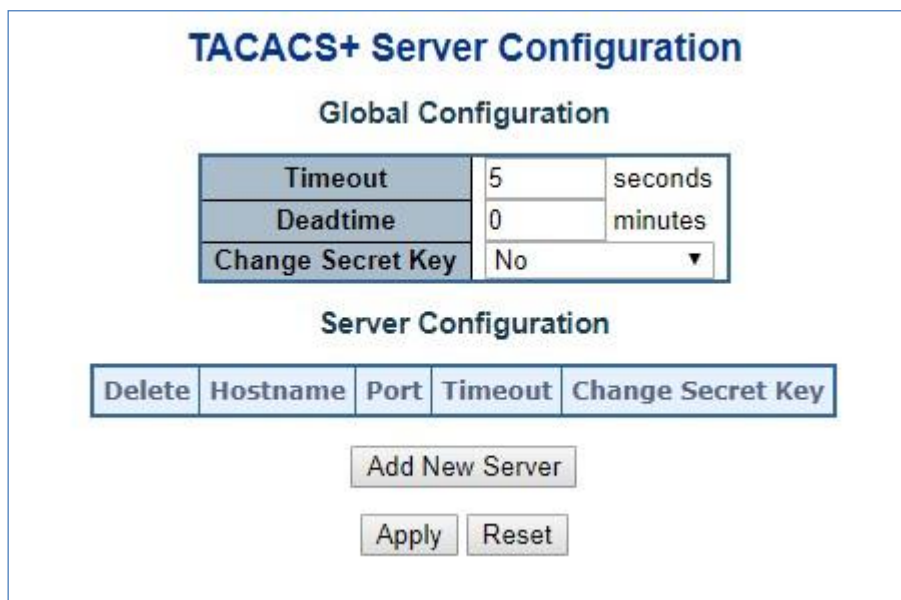 TACACS+ Server Configuration
Global Configuration
Timeout 5 seconds
Deadtime 0 minutes
Change Secret Key No
Server Configuration
Delete Hostname Port Timeout Change Secret Key
Add New Server
Apply Reset